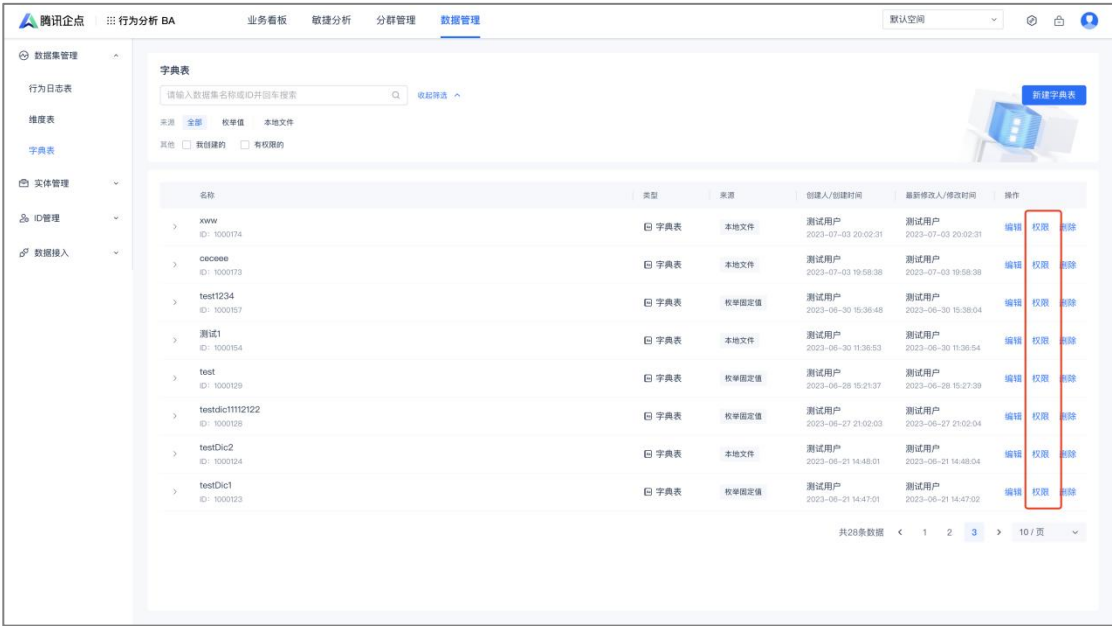 腾讯企点 行为分析 BA 业务看板 敏捷分析 分群管理 数据管理 默认空间
数据集管理
行为日志表
维度表
字典表
实体管理
ID管理
数据接入
字典表
请输入数据集名称或ID并回车搜索 收起筛选 新建字典表
来源 全部 枚举值 本地文件
其他 我创建的 有权限的
名称 类型 来源 创建人/创建时间 最新修改人/修改时间 操作
xww 字典表 本地文件 测试用户 测试用户 编辑 权限 删除
ID: 1000174 2023-07-03 20:02:31 2023-07-03 20:02:31
ceceee 字典表 本地文件 测试用户 测试用户 编辑 权限 删除
ID: 1000173 2023-07-03 19:58:38 2023-07-03 19:58:38
test1234 字典表 枚举固定值 测试用户 测试用户 编辑 权限 删除
ID: 1000157 2023-06-30 15:36:48 2023-06-30 15:38:04
测试1 字典表 本地文件 测试用户 测试用户 编辑 权限 删除
ID: 1000154 2023-06-30 11:36:53 2023-06-30 11:36:54
test 字典表 枚举固定值 测试用户 测试用户 编辑 权限 删除
ID: 1000129 2023-06-28 15:21:37 2023-06-28 15:27:39
testdic11112122 字典表 枚举固定值 测试用户 测试用户 编辑 权限 删除
ID: 1000128 2023-06-27 21:02:03 2023-06-27 21:02:04
testDic2 字典表 本地文件 测试用户 测试用户 编辑 权限 删除
ID: 1000124 2023-06-21 14:48:01 2023-06-21 14:48:04
testDic1 字典表 枚举固定值 测试用户 测试用户 编辑 权限 删除
ID: 1000123 2023-06-21 14:47:01 2023-06-21 14:47:02
共28条数据 1 2 3 10 / 页